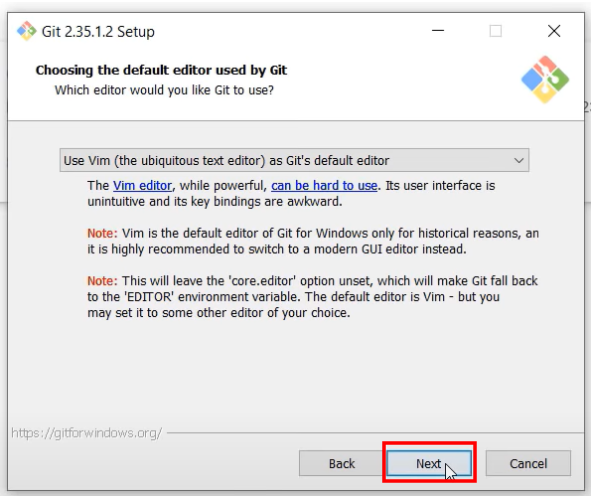 Git 2.35.1.2 Setup
Choosing the default editor used by Git
Which editor would you like Git to use?
Use Vim (the ubiquitous text editor) as Git's default editor
The Vim editor, while powerful, can be hard to use. Its user interface is
unintuitive and its key bindings are awkward.
Note: Vim is the default editor of Git for Windows only for historical reasons, an
it is highly recommended to switch to a modern GUI editor instead.
Note: This will leave the 'core.editor' option unset, which will make Git fall back
to the 'EDITOR' environment variable. The default editor is Vim - but you
may set it to some other editor of your choice.
https://gitforwindows.org/
Back Next Cancel